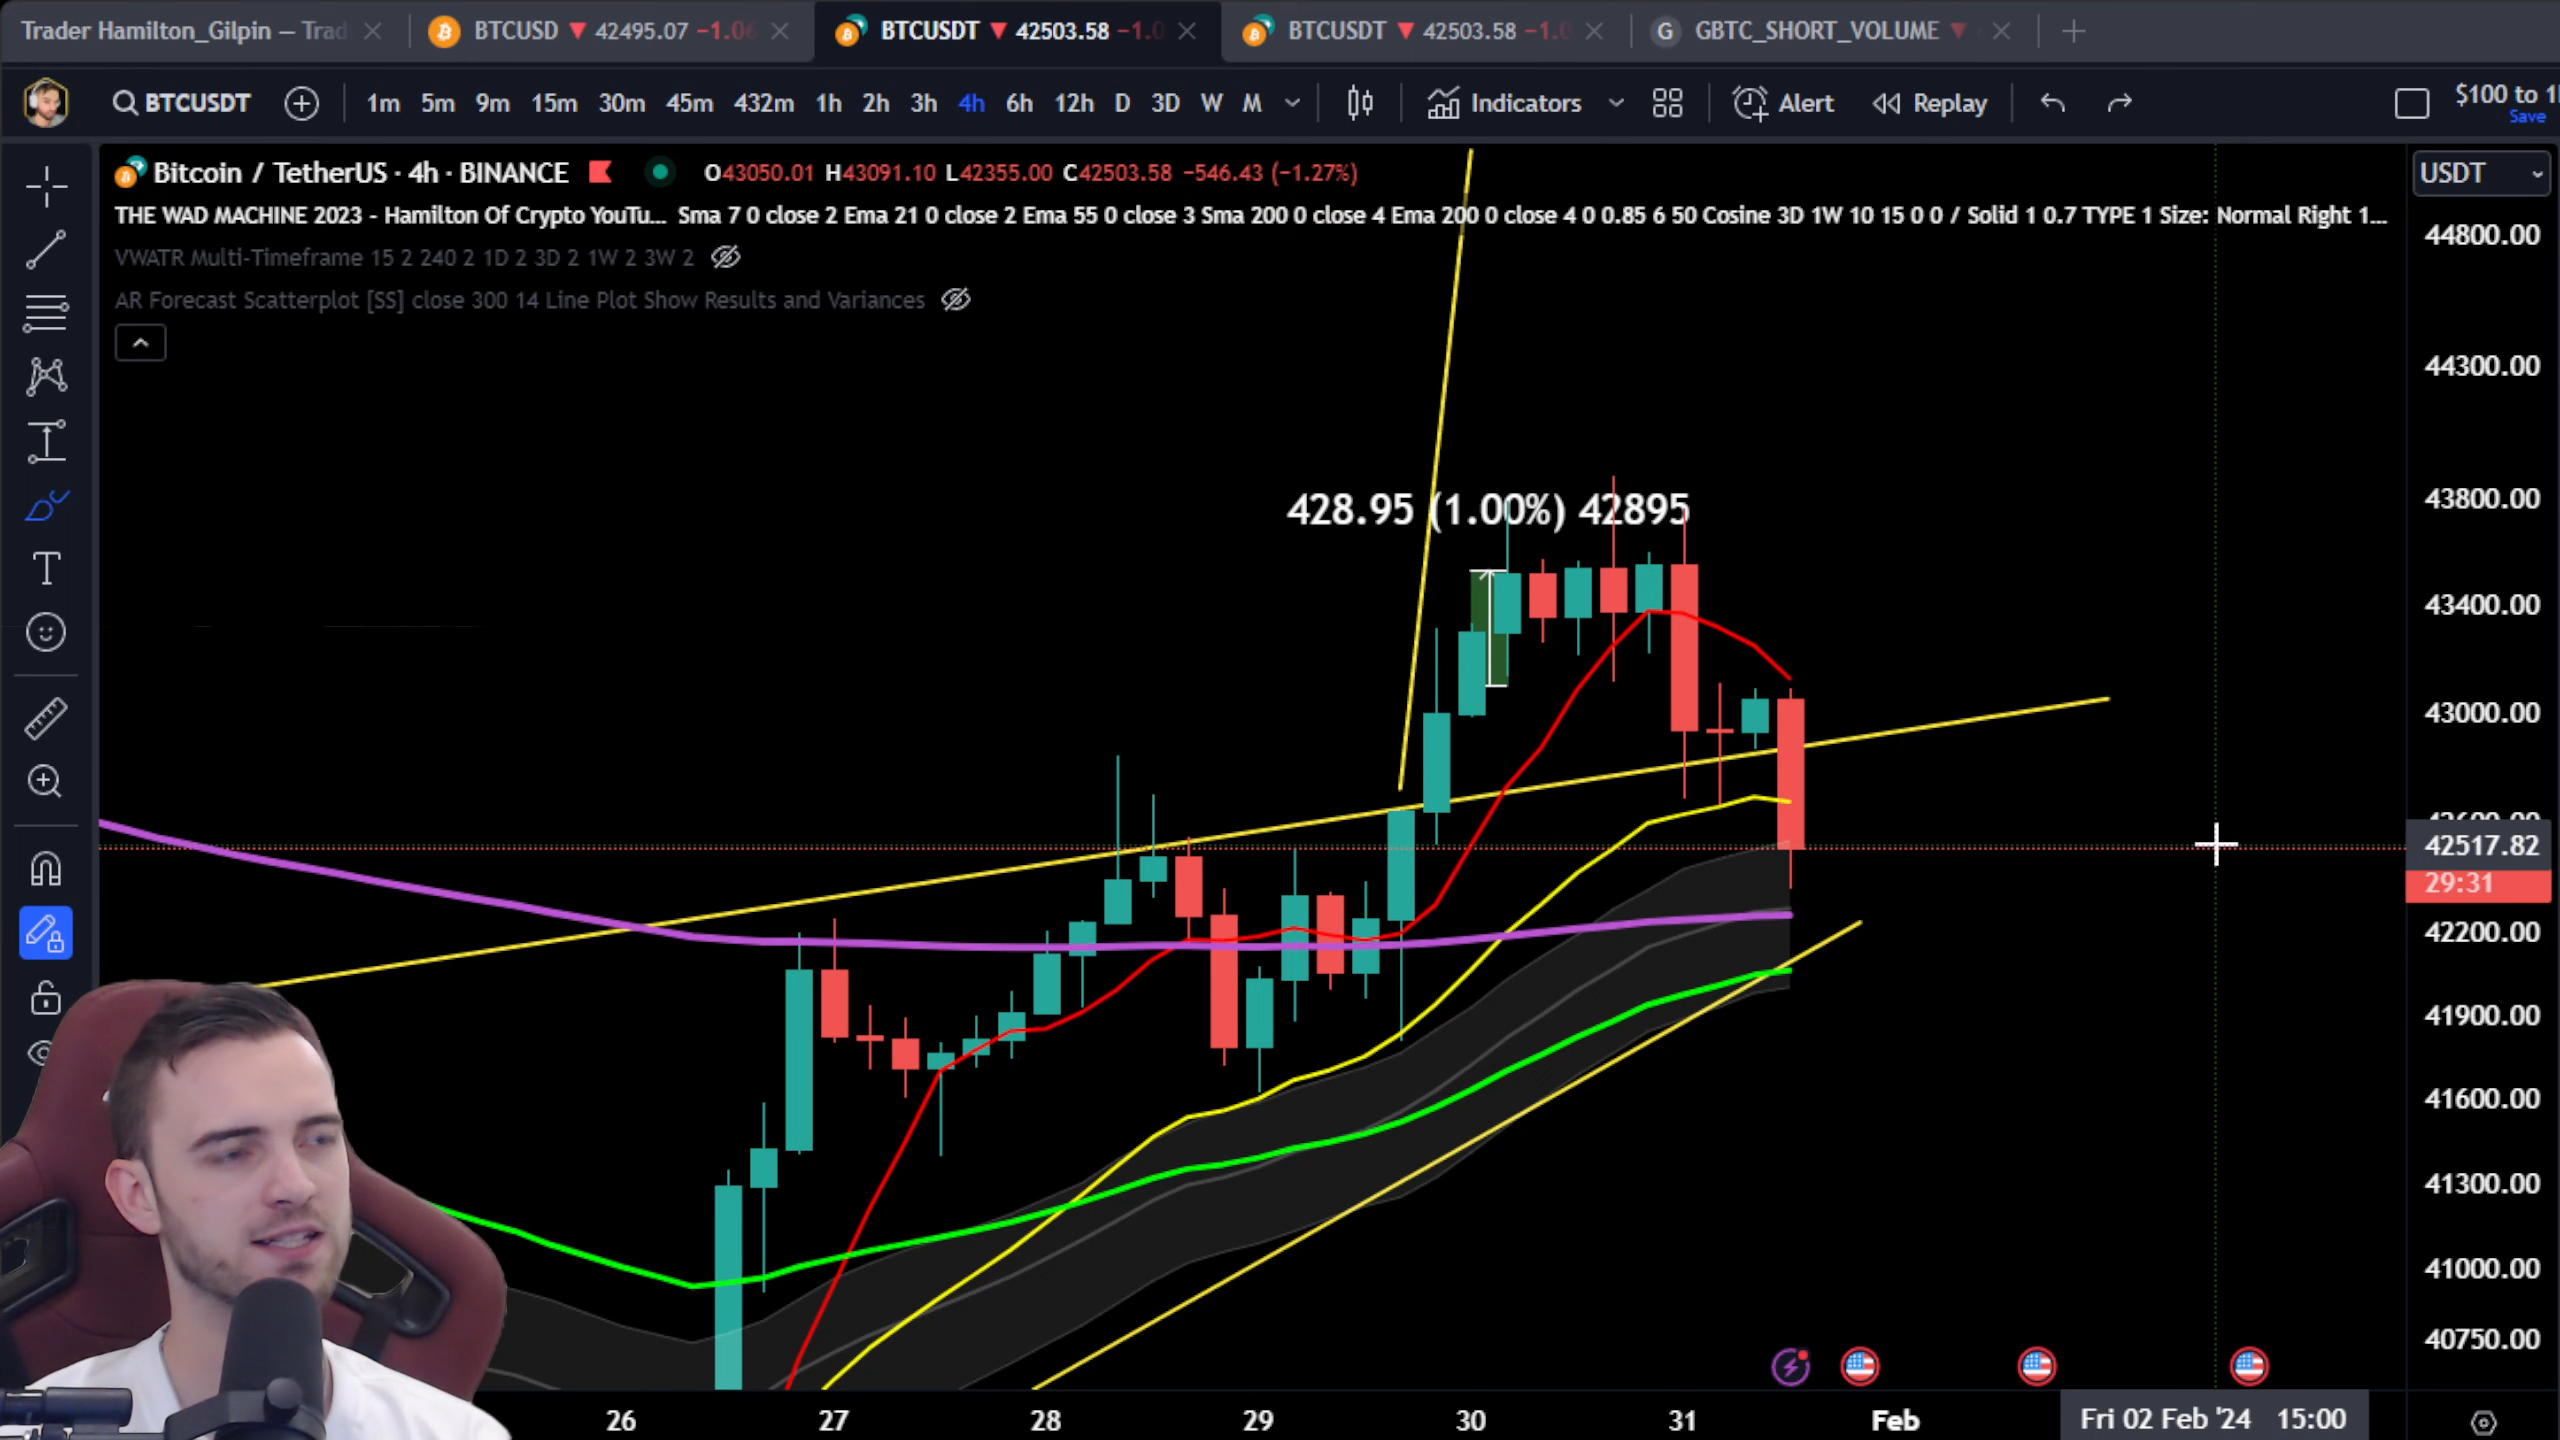 Trader Hamilton_Gilpin — Trad
BTCUSD ▼ 42495.07 −1.06
BTCUSDT ▼ 42503.58 −1.0
BTCUSDT ▼ 42503.58 −1.0
G GBTC_SHORT_VOLUME ▼
BTCUSDT 1m 5m 9m 15m 30m 45m 432m 1h 2h 3h 4h 6h 12h D 3D W M Indicators Alert Replay $100 to
Save
Bitcoin / TetherUS · 4h · BINANCE O43050.01 H43091.10 L42355.00 C42503.58 −546.43 (−1.27%)
USDT
THE WAD MACHINE 2023 - Hamilton Of Crypto YouTu... Sma 7 0 close 2 Ema 21 0 close 2 Ema 55 0 close 3 Sma 200 0 close 4 Ema 200 0 close 4 0 0.85 6 50 Cosine 3D 1W 10 15 0 0 / Solid 1 0.7 TYPE 1 Size: Normal Right 1...
VWATR Multi-Timeframe 15 2 240 2 1D 2 3D 2 1W 2 3W 2
AR Forecast Scatterplot [SS] close 300 14 Line Plot Show Results and Variances
428.95 (1.00%) 42895
44800.00
44300.00
43800.00
43400.00
43000.00
42517.82
29:31
42200.00
41900.00
41600.00
41300.00
41000.00
40750.00
26 27 28 29 30 31 Feb Fri 02 Feb '24 15:00